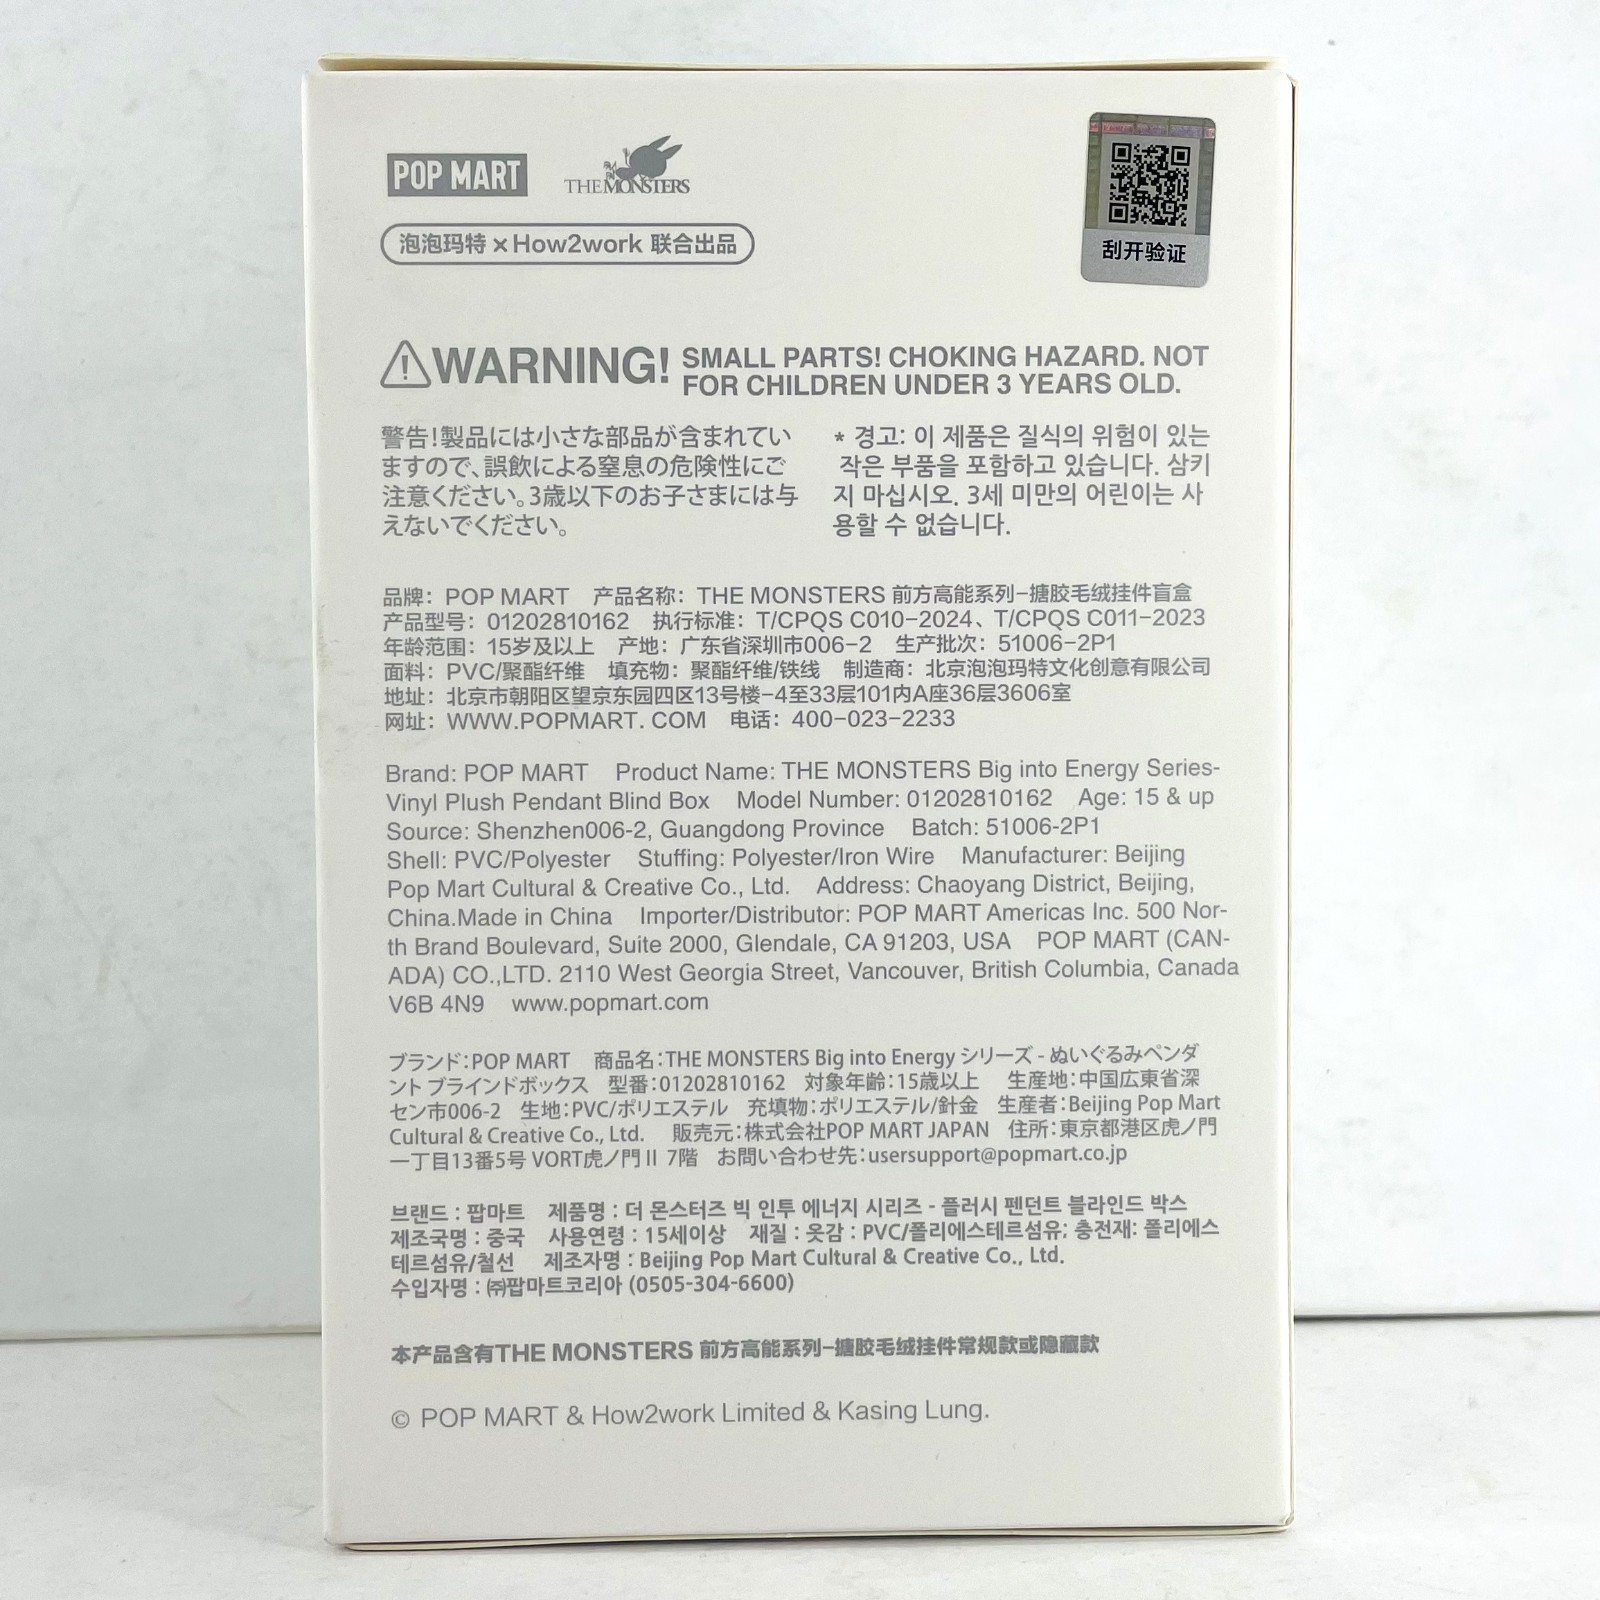 POP MART THE MONSTERS
泡泡玛特 × How2work 联合出品
刮开验证
WARNING! SMALL PARTS! CHOKING HAZARD. NOT
FOR CHILDREN UNDER 3 YEARS OLD.
警告!製品には小さな部品が含まれてい
ますので、誤飲による窒息の危険性にご
注意ください。3歳以下のお子さまには与
えないでください。
* 경고: 이 제품은 질식의 위험이 있는
작은 부품을 포함하고 있습니다. 삼키
지 마십시오. 3세 미만의 어린이는 사
용할 수 없습니다.
品牌：POP MART 产品名称：THE MONSTERS 前方高能系列-搪胶毛绒挂件盲盒
产品型号：01202810162 执行标准：T/CPQS C010-2024、T/CPQS C011-2023
年龄范围：15岁及以上 产地：广东省深圳市006-2 生产批次：51006-2P1
面料：PVC/聚酯纤维 填充物：聚酯纤维/铁线 制造商：北京泡泡玛特文化创意有限公司
地址：北京市朝阳区望京东园四区13号楼-4至33层101内A座36层3606室
网址：WWW.POPMART. COM 电话：400-023-2233
Brand: POP MART Product Name: THE MONSTERS Big into Energy Series-
Vinyl Plush Pendant Blind Box Model Number: 01202810162 Age: 15 & up
Source: Shenzhen006-2, Guangdong Province Batch: 51006-2P1
Shell: PVC/Polyester Stuffing: Polyester/Iron Wire Manufacturer: Beijing
Pop Mart Cultural & Creative Co., Ltd. Address: Chaoyang District, Beijing,
China.Made in China Importer/Distributor: POP MART Americas Inc. 500 Nor-
th Brand Boulevard, Suite 2000, Glendale, CA 91203, USA POP MART (CAN-
ADA) CO.,LTD. 2110 West Georgia Street, Vancouver, British Columbia, Canada
V6B 4N9 www.popmart.com
ブランド：POP MART 商品名：THE MONSTERS Big into Energy シリーズ - ぬいぐるみペンダ
ント ブラインドボックス 型番：01202810162 対象年齢：15歳以上 生産地：中国広東省深
セン市006-2 生地：PVC/ポリエステル 充填物：ポリエステル/針金 生産者：Beijing Pop Mart
Cultural & Creative Co., Ltd. 販売元：株式会社POP MART JAPAN 住所：東京都港区虎ノ門
一丁目13番5号 VORT虎ノ門Ⅱ 7階 お問い合わせ先：usersupport@popmart.co.jp
브랜드 : 팝마트 제품명 : 더 몬스터즈 빅 인투 에너지 시리즈 - 플러시 펜던트 블라인드 박스
제조국명 : 중국 사용연령 : 15세이상 재질 : 옷감 : PVC/폴리에스테르섬유; 충전재: 폴리에스
테르섬유/철선 제조자명 : Beijing Pop Mart Cultural & Creative Co., Ltd.
수입자명 : ㈜팝마트코리아 (0505-304-6600)
本产品含有THE MONSTERS 前方高能系列-搪胶毛绒挂件常规款或隐藏款
© POP MART & How2work Limited & Kasing Lung.